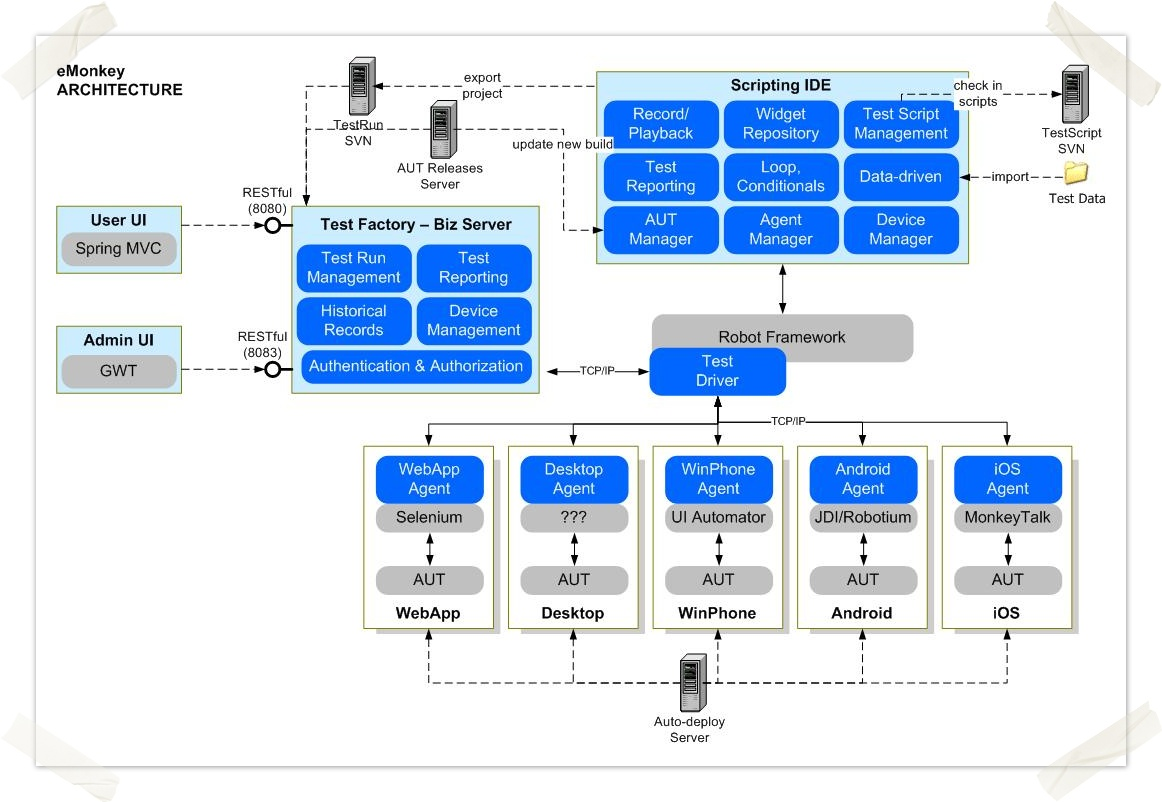 eMonkey
ARCHITECTURE
export
project
TestRun
SVN
AUT Releases
Server
update new build
Scripting IDE
Record/
Playback
Widget
Repository
Test Script
Management
Test
Reporting
Loop,
Conditionals
Data-driven
AUT
Manager
Agent
Manager
Device
Manager
check in
scripts
TestScript
SVN
import
Test Data
User UI
Spring MVC
RESTful
(8080)
Admin UI
GWT
RESTful
(8083)
Test Factory – Biz Server
Test Run
Management
Test
Reporting
Historical
Records
Device
Management
Authentication & Authorization
TCP/IP
Robot Framework
Test
Driver
TCP/IP
WebApp
Agent
Selenium
AUT
WebApp
Desktop
Agent
???
AUT
Desktop
WinPhone
Agent
UI Automator
AUT
WinPhone
Android
Agent
JDI/Robotium
AUT
Android
iOS
Agent
MonkeyTalk
AUT
iOS
Auto-deploy
Server